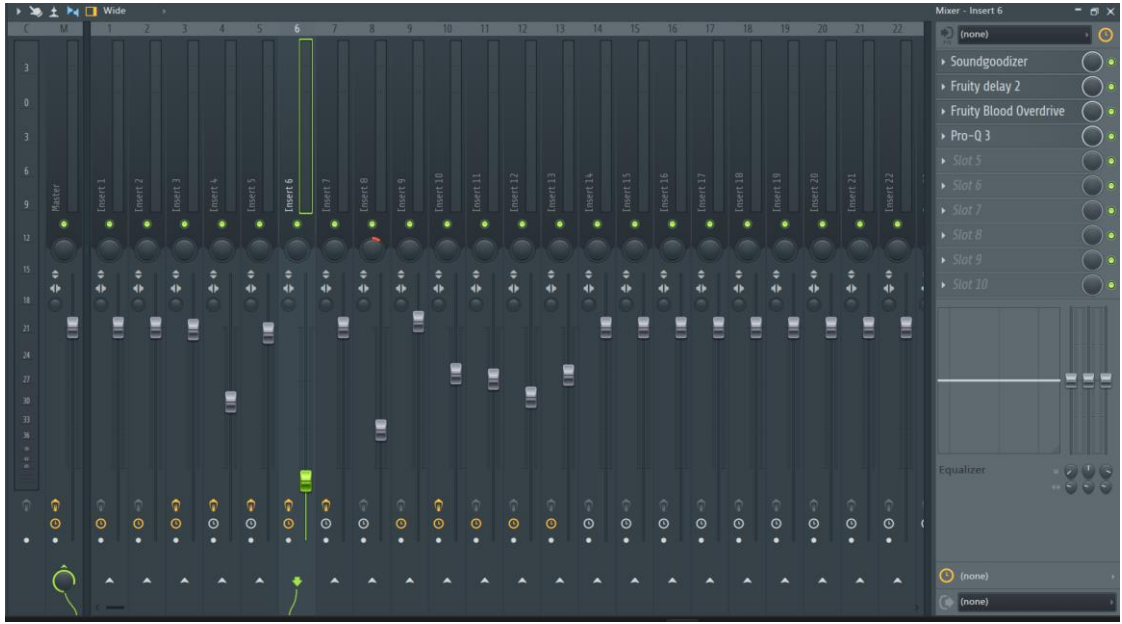 Wide
Mixer - Insert 6
C M 1 2 3 4 5 6 7 8 9 10 11 12 13 14 15 16 17 18 19 20 21 22
(none)
Soundgoodizer
Fruity delay 2
Fruity Blood Overdrive
Pro-Q 3
Slot 5
Slot 6
Slot 7
Slot 8
Slot 9
Slot 10
3
0
3
6
9
12
15
18
21
24
27
30
33
36
Master
Insert 1
Insert 2
Insert 3
Insert 4
Insert 5
Insert 6
Insert 7
Insert 8
Insert 9
Insert 10
Insert 11
Insert 12
Insert 13
Insert 14
Insert 15
Insert 16
Insert 17
Insert 18
Insert 19
Insert 20
Insert 21
Insert 22
Equalizer
(none)
(none)